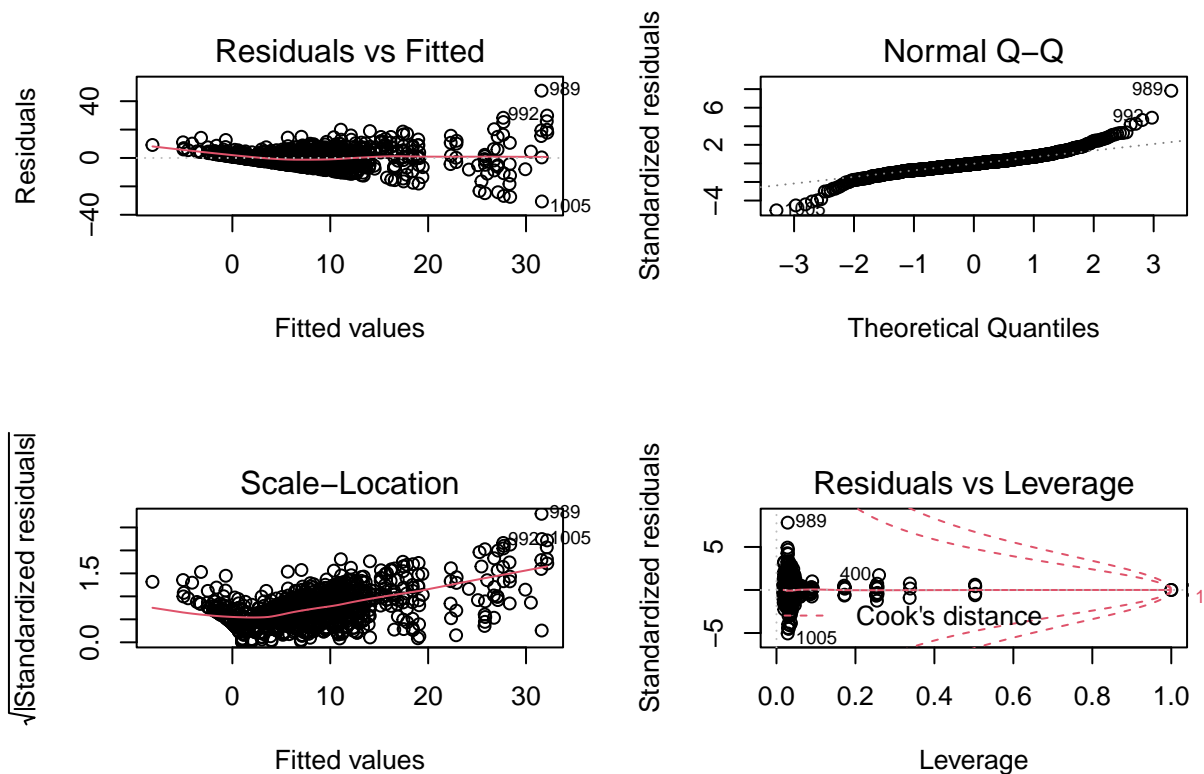 Residuals vs Fitted
Residuals
40
0
−40
989
992
1005
0 10 20 30
Fitted values
Normal Q−Q
Standardized residuals
6
2
−4
989
992
1005
−3 −2 −1 0 1 2 3
Theoretical Quantiles
Scale−Location
√|Standardized residuals|
1.5
0.0
989
992
1005
0 10 20 30
Fitted values
Residuals vs Leverage
Standardized residuals
5
0
−5
989
400
1005
Cook's distance
0.0 0.2 0.4 0.6 0.8 1.0
Leverage